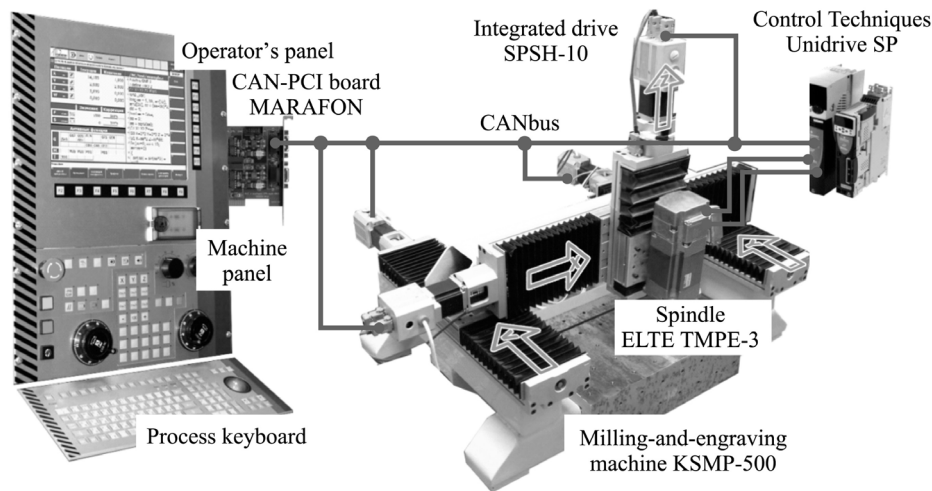 Operator's panel
CAN-PCI board
MARAFON
Integrated drive
SPSH-10
Control Techniques
Unidrive SP
CANbus
Machine
panel
Spindle
ELTE TMPE-3
Process keyboard
Milling-and-engraving
machine KSMP-500